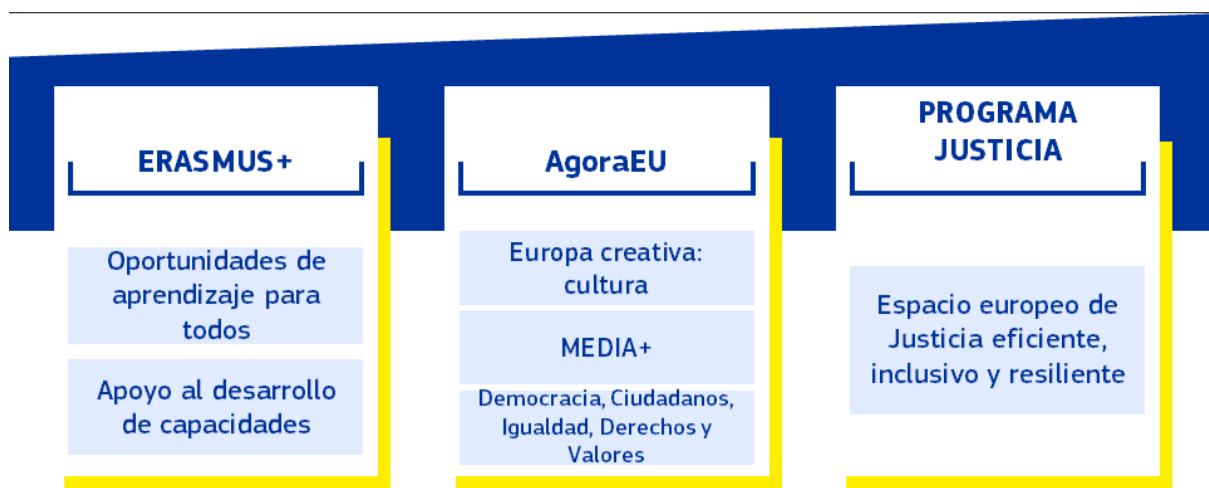 ERASMUS+
Oportunidades de
aprendizaje para
todos
Apoyo al desarrollo
de capacidades
AgoraEU
Europa creativa:
cultura
MEDIA+
Democracia, Ciudadanos,
Igualdad, Derechos y
Valores
PROGRAMA
JUSTICIA
Espacio europeo de
Justicia eficiente,
inclusivo y resiliente